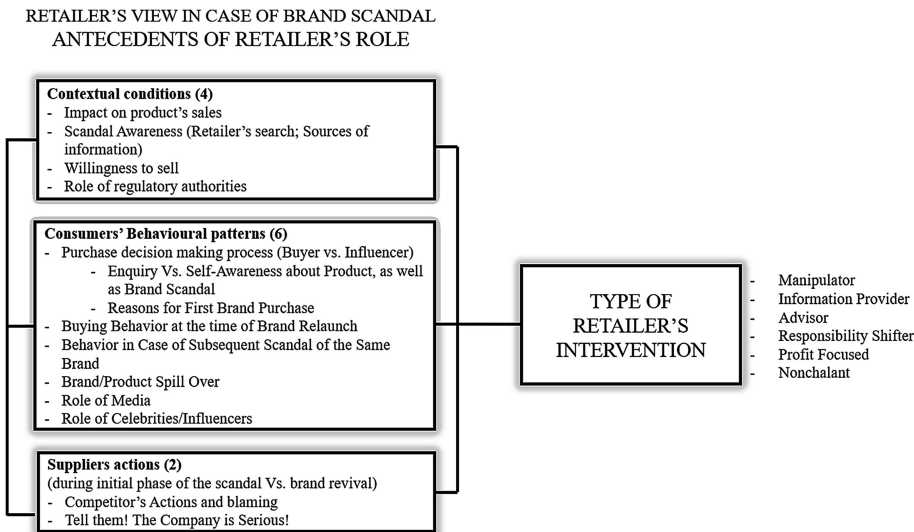 RETAILER'S VIEW IN CASE OF BRAND SCANDAL
ANTECEDENTS OF RETAILER'S ROLE
Contextual conditions (4)
- Impact on product's sales
- Scandal Awareness (Retailer's search; Sources of
information)
- Willingness to sell
- Role of regulatory authorities
Consumers' Behavioural patterns (6)
- Purchase decision making process (Buyer vs. Influencer)
- Enquiry Vs. Self-Awareness about Product, as well
as Brand Scandal
- Reasons for First Brand Purchase
- Buying Behavior at the time of Brand Relaunch
- Behavior in Case of Subsequent Scandal of the Same
Brand
- Brand/Product Spill Over
- Role of Media
- Role of Celebrities/Influencers
Suppliers actions (2)
(during initial phase of the scandal Vs. brand revival)
- Competitor's Actions and blaming
- Tell them! The Company is Serious!
TYPE OF
RETAILER'S
INTERVENTION
- Manipulator
- Information Provider
- Advisor
- Responsibility Shifter
- Profit Focused
- Nonchalant